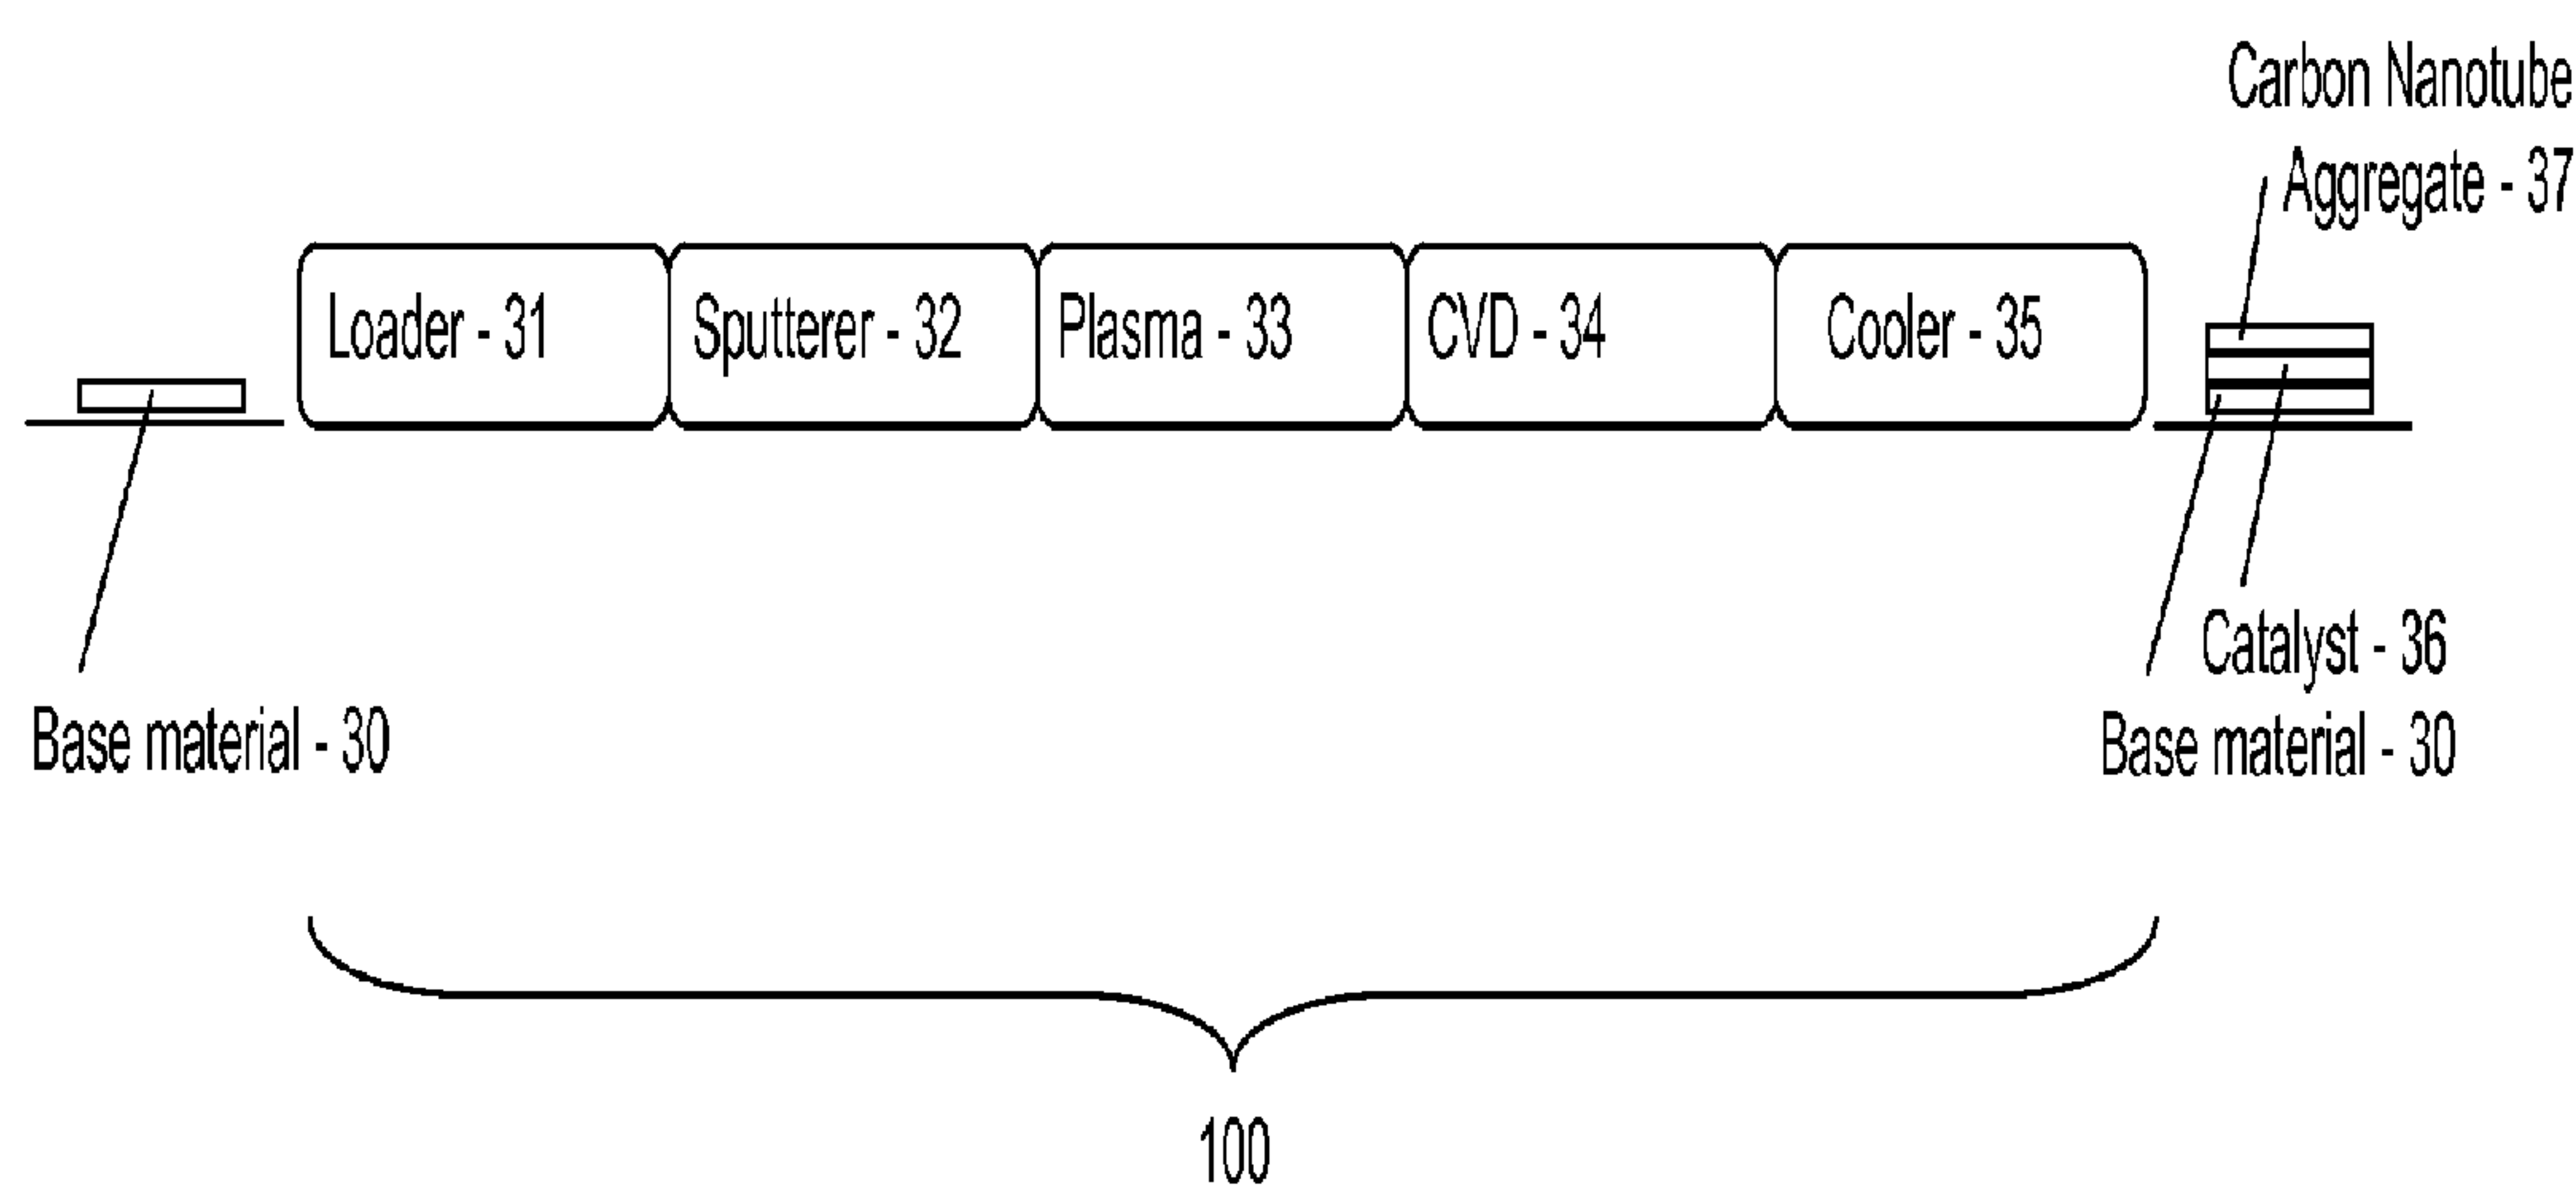 Carbon Nanotube
Aggregate - 37
Loader - 31
Sputterer - 32
Plasma - 33
CVD - 34
Cooler - 35
Catalyst - 36
Base material - 30
Base material - 30
100